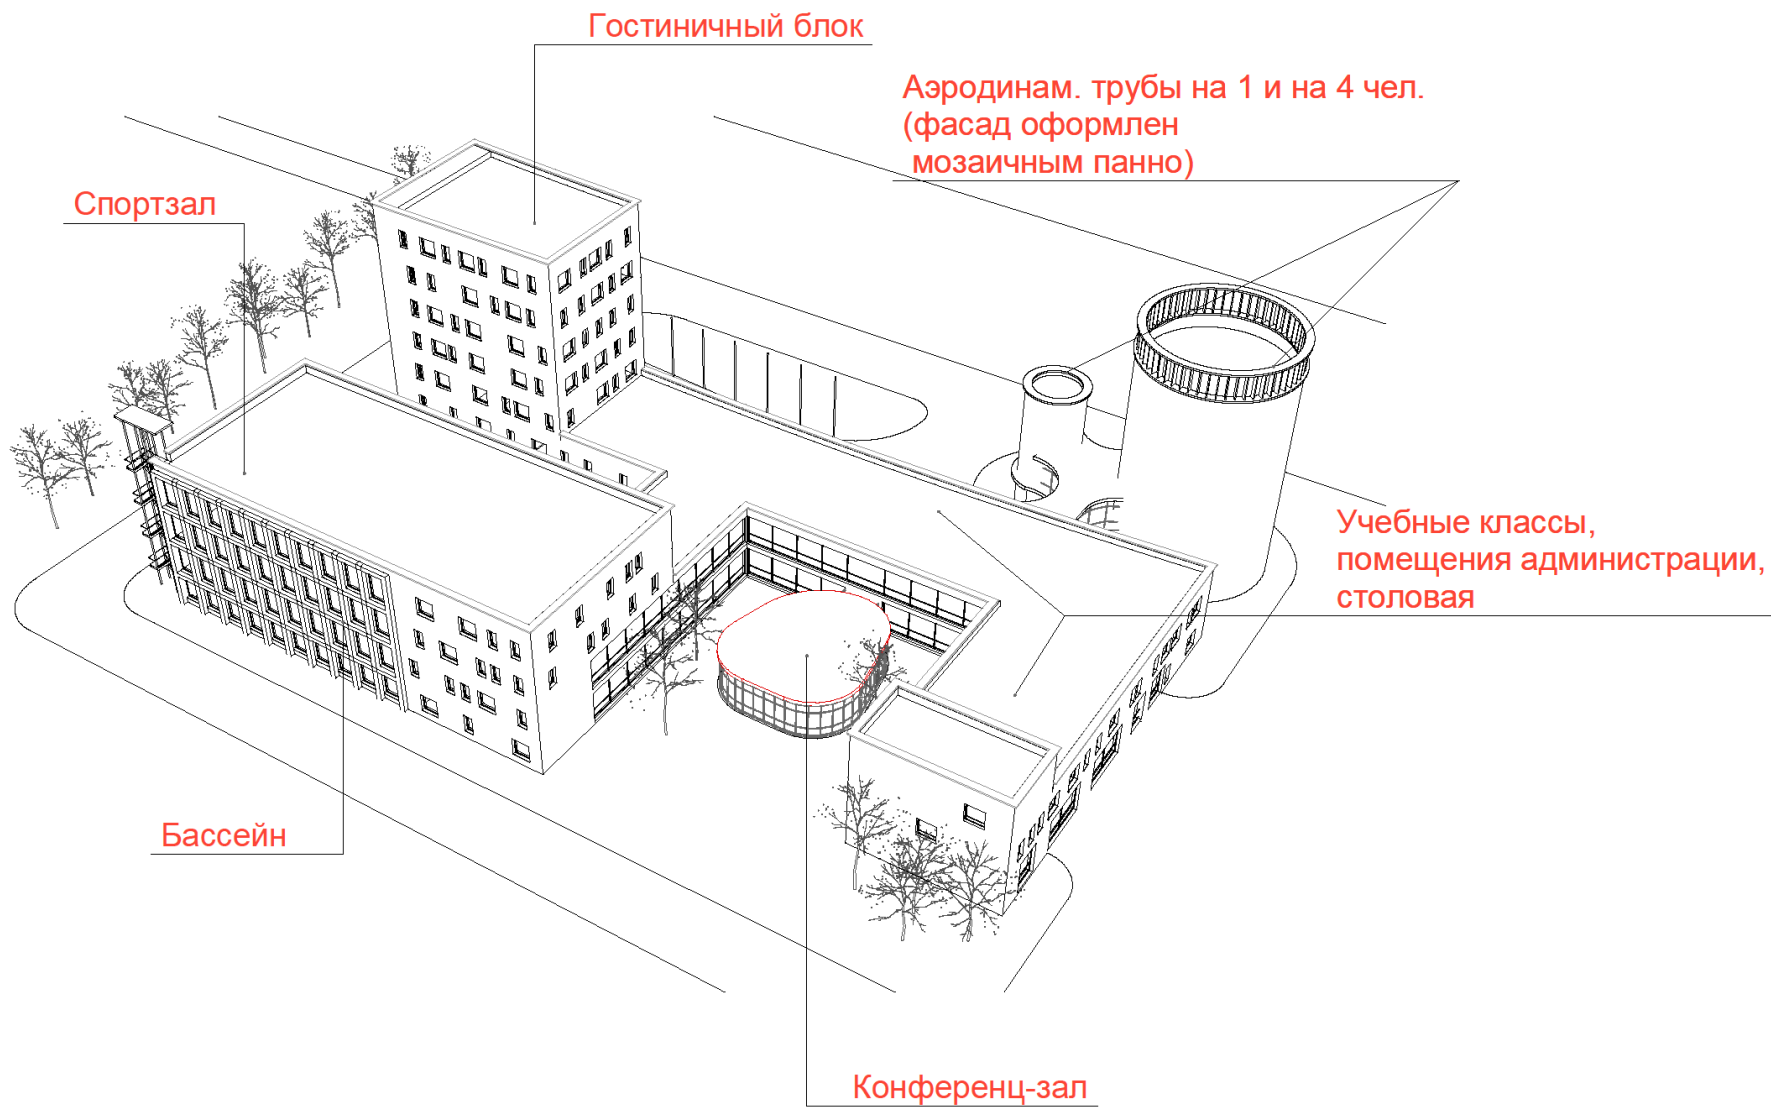 Гостиничный блок
Аэродинам. трубы на 1 и на 4 чел.
(фасад оформлен
мозаичным панно)
Спортзал
Учебные классы,
помещения администрации,
столовая
Бассейн
Конференц-зал